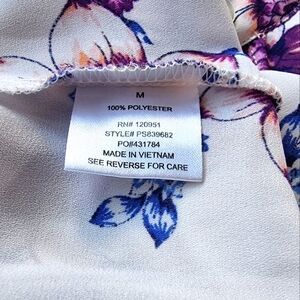 M
100% POLYESTER
RN# 120951
STYLE# PS839682
PO#431784
MADE IN VIETNAM
SEE REVERSE FOR CARE